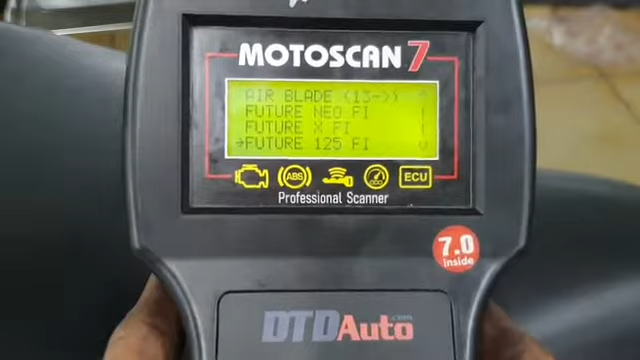 MOTOSCAN 7
AIR BLADE (13->) ^
FUTURE NEO FI |
FUTURE X FI |
→FUTURE 125 FI v
ABS
ECU
Professional Scanner
7.0
inside
DTDAuto.com